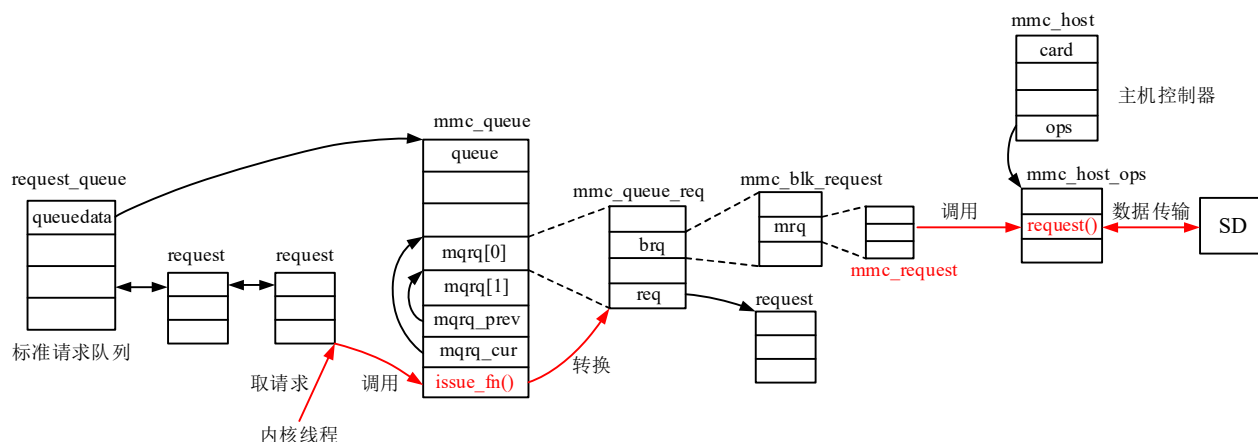 mmc_host
card
主机控制器
ops
mmc_queue
queue
request_queue
queuedata
mmc_queue_req
mmc_blk_request
mmc_host_ops
mrq
调用
request()
数据传输
SD
brq
mmc_request
request
request
mqrq[0]
mqrq[1]
req
request
mqrq_prev
标准请求队列
mqrq_cur
转换
取请求
调用
issue_fn()
内核线程